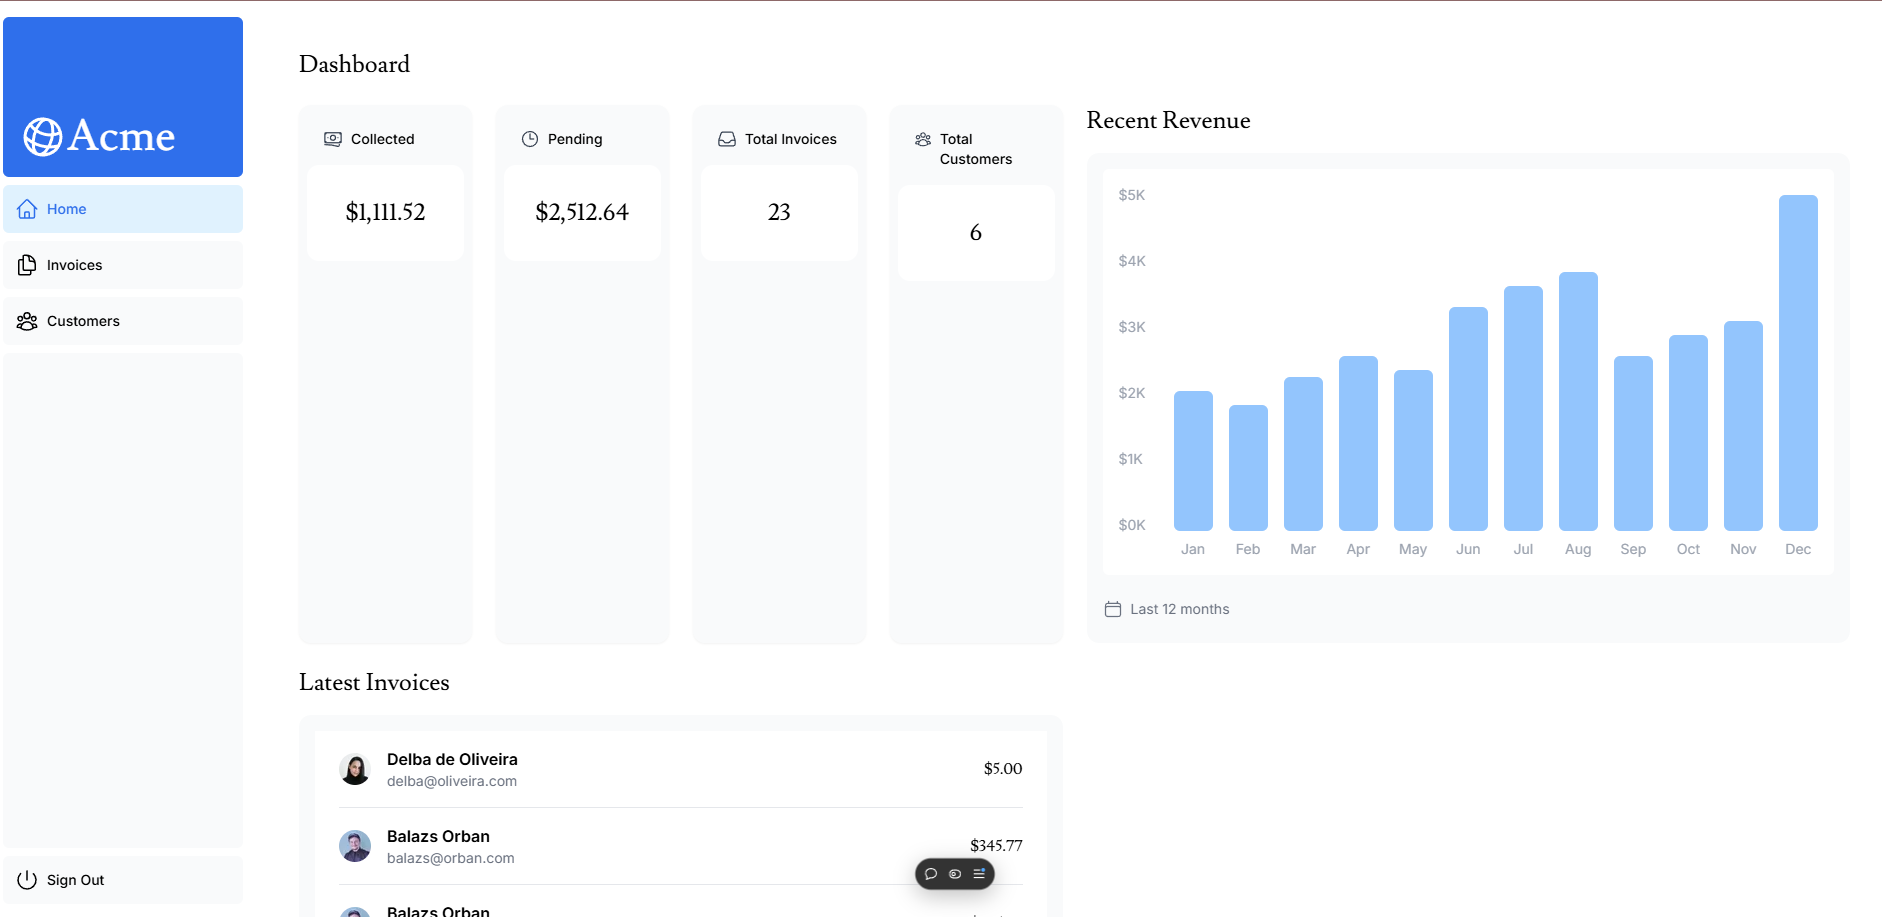 Acme
Home
Invoices
Customers
Sign Out
Dashboard
Collected
$1,111.52
Pending
$2,512.64
Total Invoices
23
Total
Customers
6
Recent Revenue
$5K
$4K
$3K
$2K
$1K
$0K
Jan Feb Mar Apr May Jun Jul Aug Sep Oct Nov Dec
Last 12 months
Latest Invoices
Delba de Oliveira
delba@oliveira.com
$5.00
Balazs Orban
balazs@orban.com
$345.77
Balazs Orban